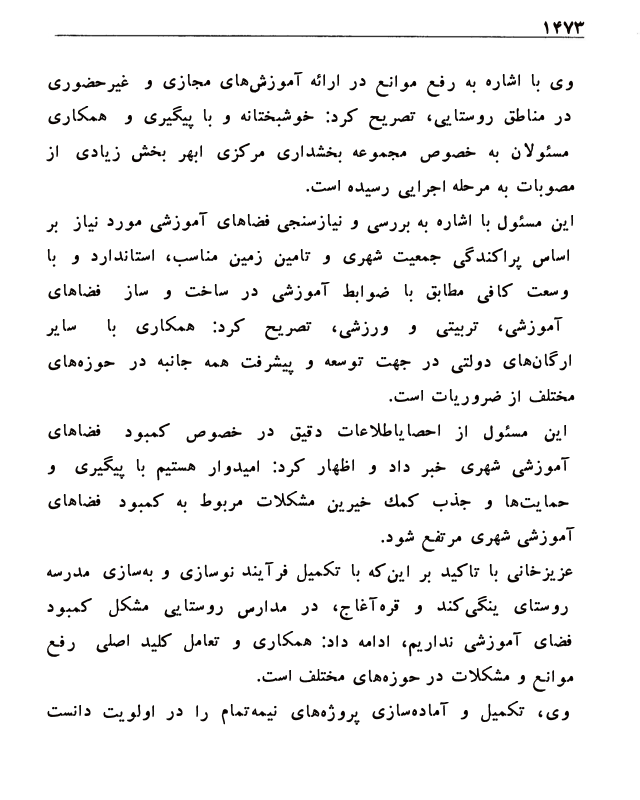 ۱۴۷۳
وی با اشاره به رفع موانع در ارائه آموزش‌های مجازی و غیرحضوری
در مناطق روستایی، تصریح کرد: خوشبختانه و با پیگیری و همکاری
مسئولان به خصوص مجموعه بخشداری مرکزی ابهر بخش زیادی از
مصوبات به مرحله اجرایی رسیده است.
این مسئول با اشاره به بررسی و نیازسنجی فضاهای آموزشی مورد نیاز بر
اساس پراکندگی جمعیت شهری و تامین زمین مناسب، استاندارد و با
وسعت کافی مطابق با ضوابط آموزشی در ساخت و ساز فضاهای
آموزشی، تربیتی و ورزشی، تصریح کرد: همکاری با سایر
ارگان‌های دولتی در جهت توسعه و پیشرفت همه جانبه در حوزه‌های
مختلف از ضروریات است.
این مسئول از احصایاطلاعات دقیق در خصوص کمبود فضاهای
آموزشی شهری خبر داد و اظهار کرد: امیدوار هستیم با پیگیری و
حمایت‌ها و جذب کمك خیرین مشکلات مربوط به کمبود فضاهای
آموزشی شهری مرتفع شود.
عزیزخانی با تاکید بر این‌که با تکمیل فرآیند نوسازی و به‌سازی مدرسه
روستای ینگی‌کند و قره‌آغاج، در مدارس روستایی مشکل کمبود
فضای آموزشی نداریم، ادامه داد: همکاری و تعامل کلید اصلی رفع
موانع و مشکلات در حوزه‌های مختلف است.
وی، تکمیل و آماده‌سازی پروژه‌های نیمه‌تمام را در اولویت دانست